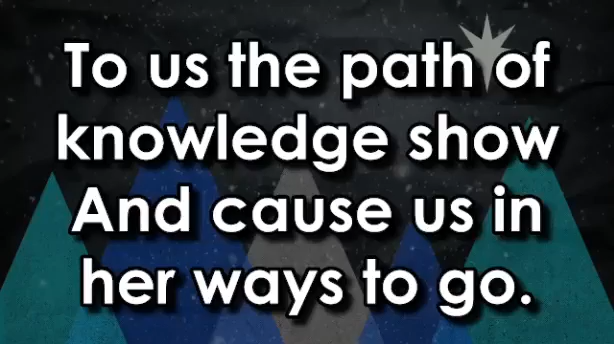 To us the path of
knowledge show
And cause us in
her ways to go.